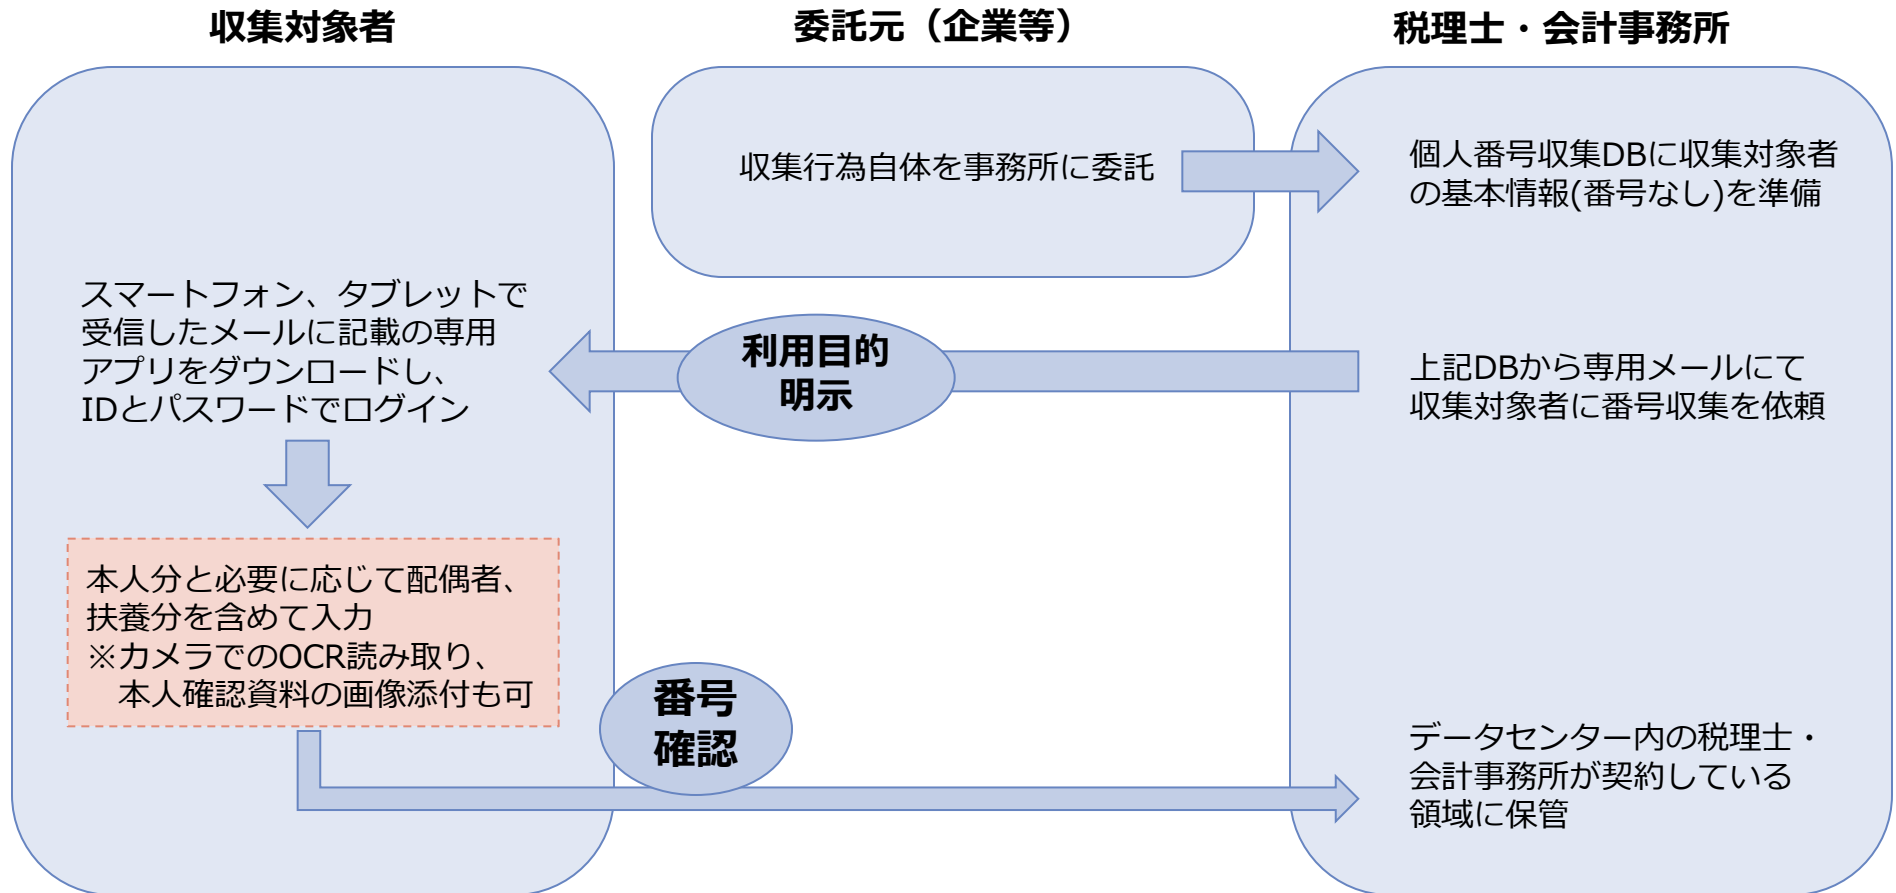 収集対象者
委託元（企業等）
税理士・会計事務所
収集行為自体を事務所に委託
個人番号収集DBに収集対象者
の基本情報(番号なし)を準備
スマートフォン、タブレットで
受信したメールに記載の専用
アプリをダウンロードし、
IDとパスワードでログイン
利用目的
明示
上記DBから専用メールにて
収集対象者に番号収集を依頼
本人分と必要に応じて配偶者、
扶養分を含めて入力
※カメラでのOCR読み取り、
　本人確認資料の画像添付も可
番号
確認
データセンター内の税理士・
会計事務所が契約している
領域に保管